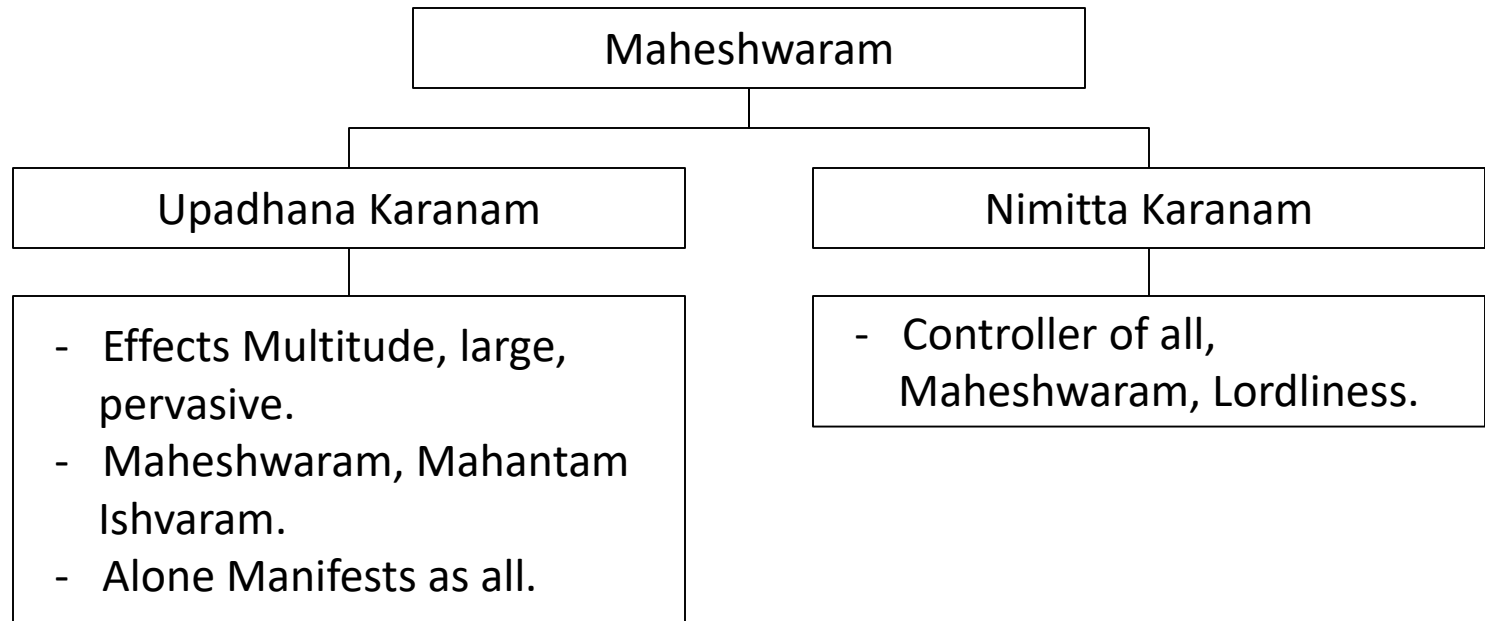 Maheshwaram
Upadhana Karanam
Nimitta Karanam
- Effects Multitude, large,
pervasive.
- Maheshwaram, Mahantam
Ishvaram.
- Alone Manifests as all.
- Controller of all,
Maheshwaram, Lordliness.